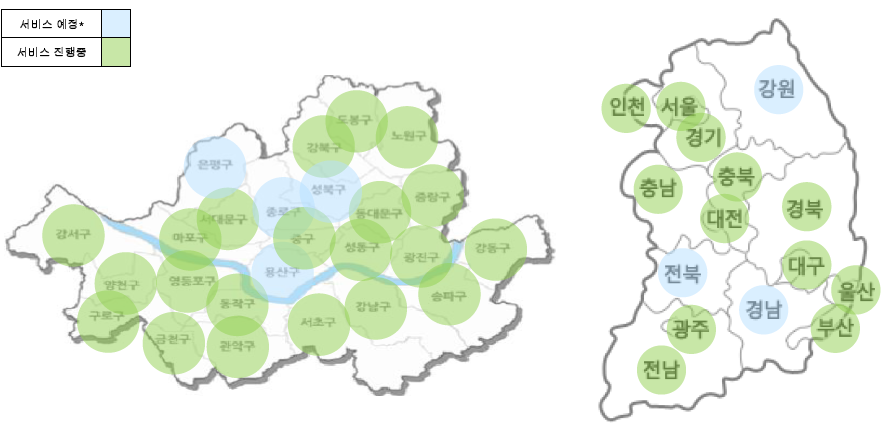 서비스 예정*
서비스 진행중
도봉구
노원구
강북구
은평구
성북구
중랑구
종로구
동대문구
서대문구
강서구
마포구
중구
성동구
광진구
강동구
용산구
양천구
영등포구
동작구
송파구
강남구
구로구
서초구
금천구
관악구
강원
인천
서울
경기
충북
충남
경북
대전
대구
전북
울산
경남
부산
광주
전남